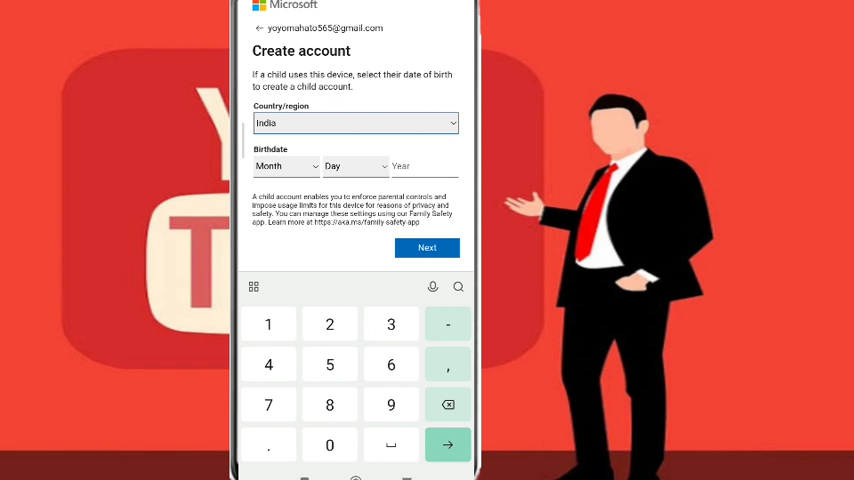 Microsoft
← yoyomahato565@gmail.com
Create account
If a child uses this device, select their date of birth
to create a child account.
Country/region
India
Birthdate
Month Day Year
A child account enables you to enforce parental controls and
impose usage limits for this device for reasons of privacy and
safety. You can manage these settings using our Family Safety
app. Learn more at https://aka.ms/family-safety-app
Next
1 2 3 -
4 5 6 ,
7 8 9
. 0
Y
T